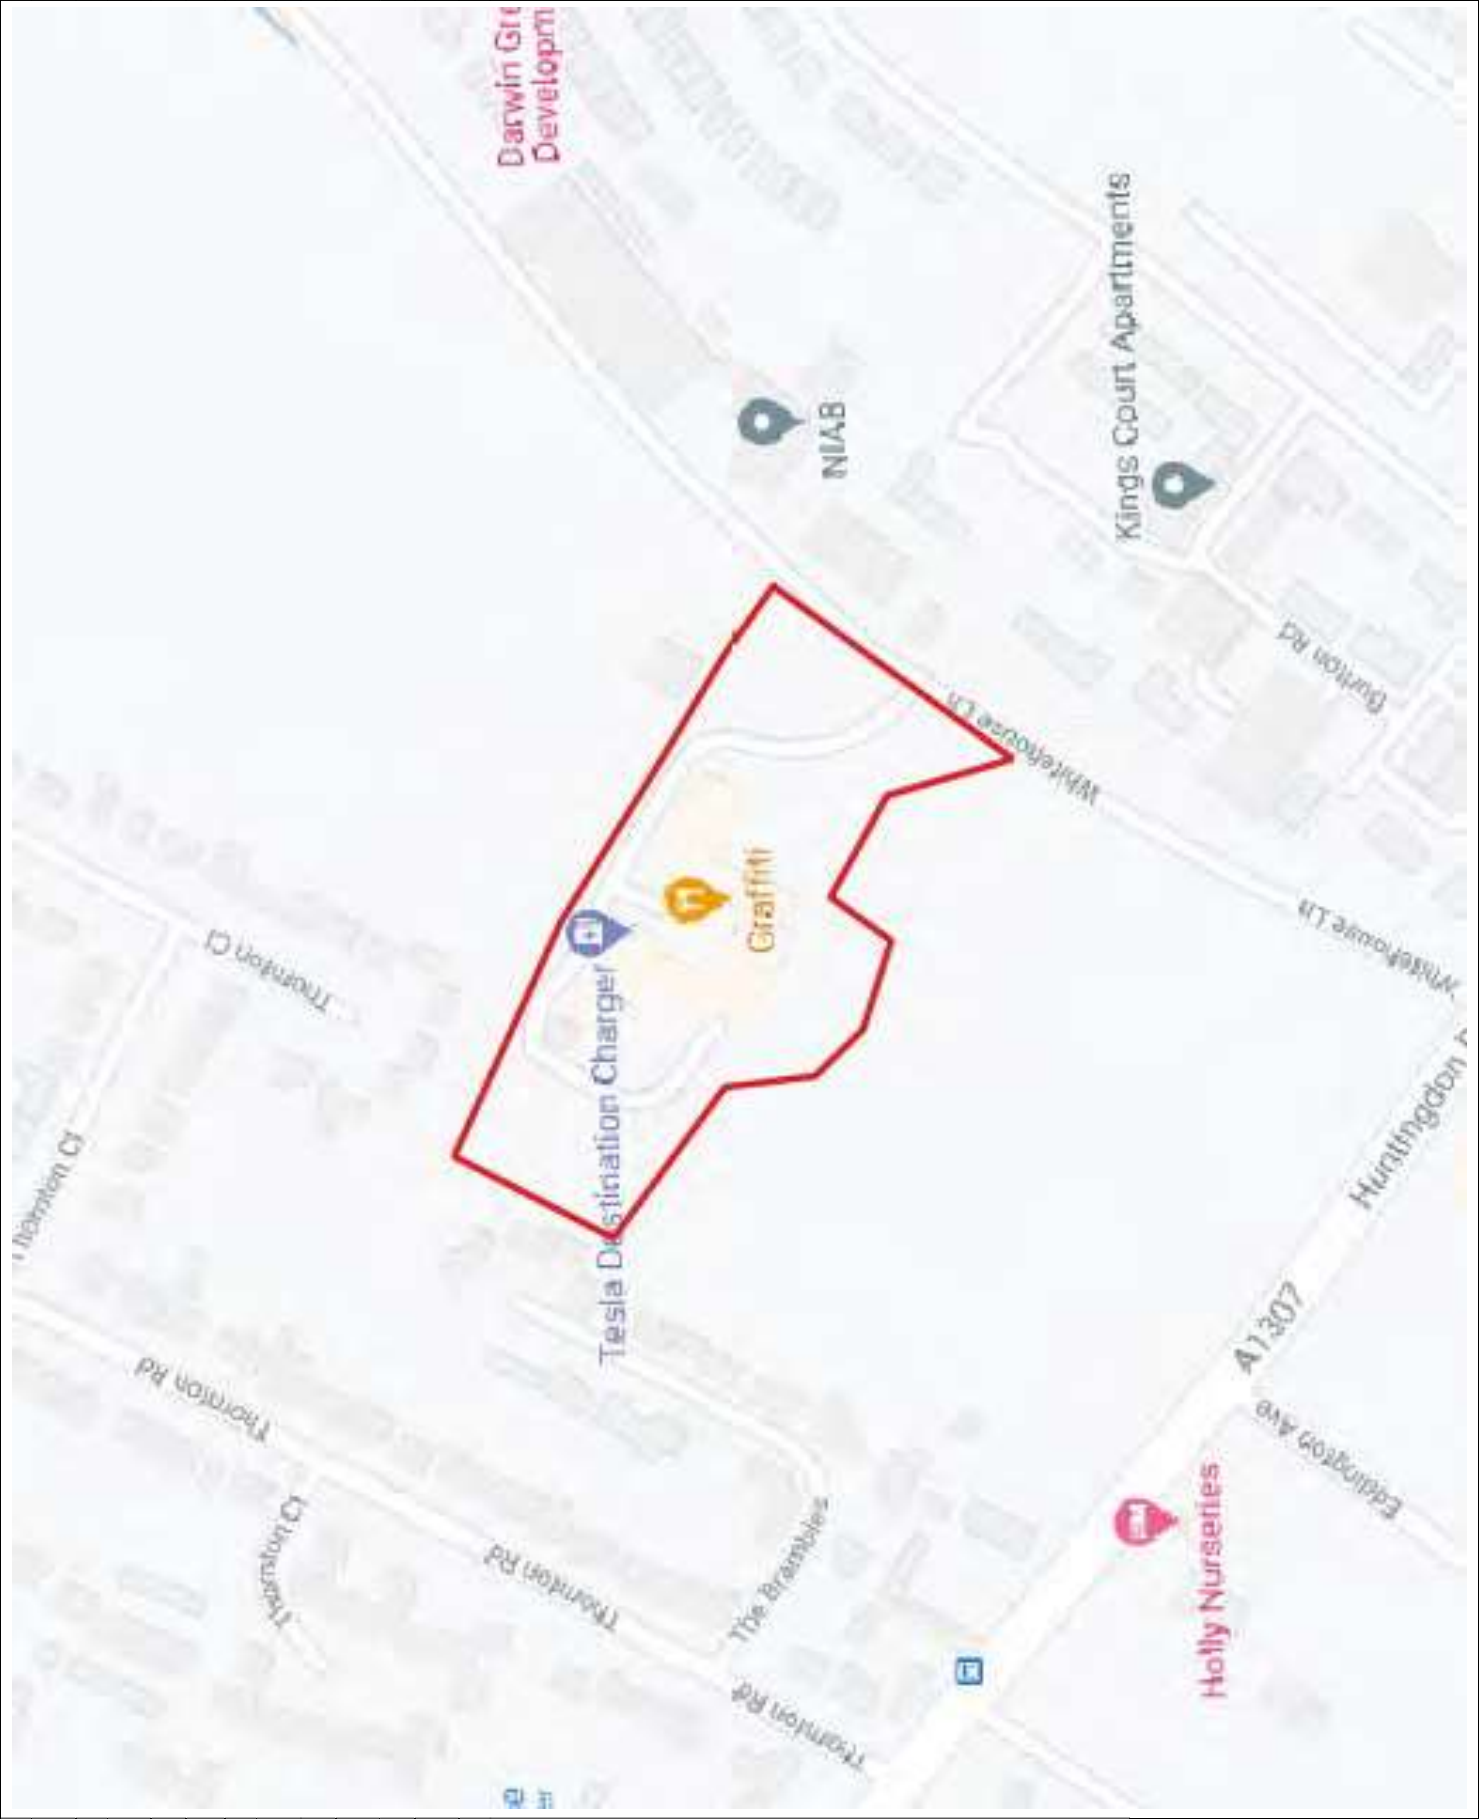 Darwin Gre
Developm
NIAB
Kings Court Apartments
Burlton Rd
Whitehouse Ln
Whitehouse Ln
Graffiti
Tesla Destination Charger
Thornton Cl
Thornton Cl
Thornton Rd
Thornton Cl
Thornton Rd
Thornton Rd
The Brambles
Huntingdon
A1307
Eddington Ave
Holly Nurseries